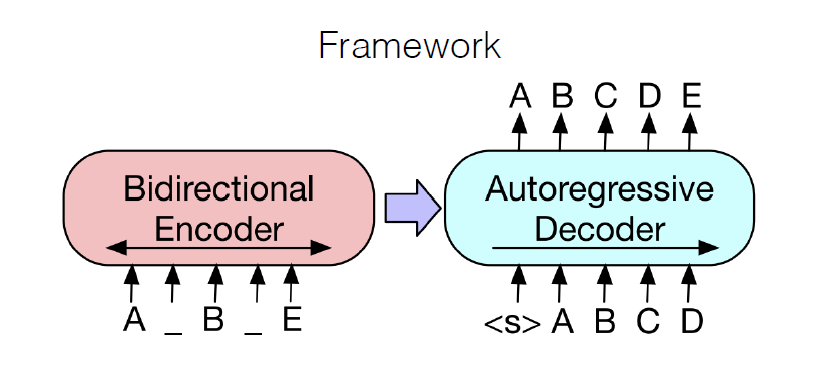 Framework
A B C D E
Bidirectional
Encoder
Autoregressive
Decoder
A _ B _ E
<s> A B C D